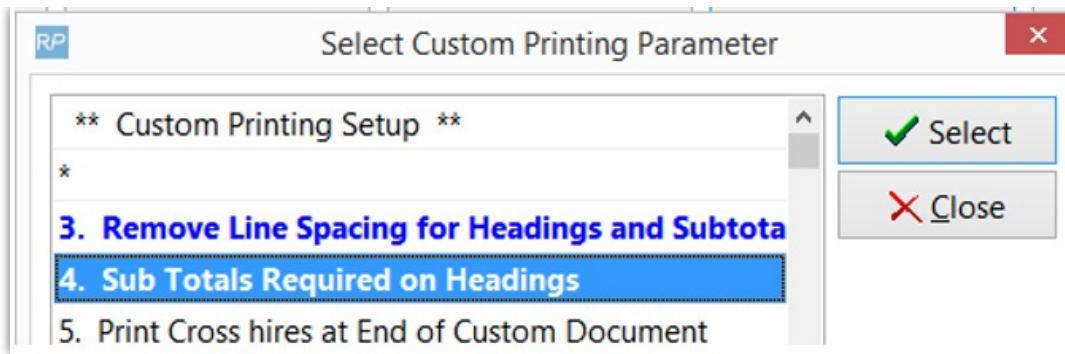 RP Select Custom Printing Parameter
** Custom Printing Setup **
*
3. Remove Line Spacing for Headings and Subtota
4. Sub Totals Required on Headings
5. Print Cross hires at End of Custom Document
Select
Close